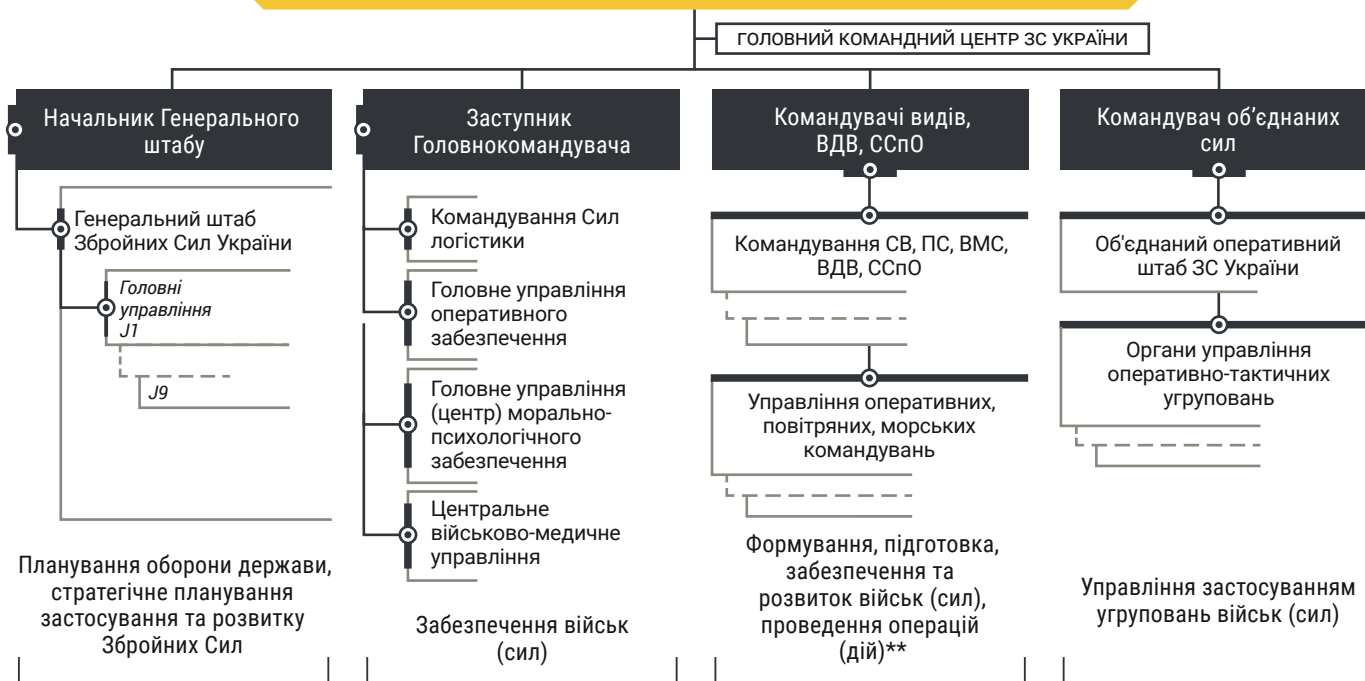 ГОЛОВНИЙ КОМАНДНИЙ ЦЕНТР ЗС УКРАЇНИ
Начальник Генерального
штабу
Генеральний штаб
Збройних Сил України
Головні
управління
J1
J9
Планування оборони держави,
стратегічне планування
застосування та розвитку
Збройних Сил
Заступник
Головнокомандувача
Командування Сил
логістики
Головне управління
оперативного
забезпечення
Головне управління
(центр) морально-
психологічного
забезпечення
Центральне
військово-медичне
управління
Забезпечення військ
(сил)
Командувачі видів,
ВДВ, ССпО
Командування СВ, ПС, ВМС,
ВДВ, ССпО
Управління оперативних,
повітряних, морських
командувань
Формування, підготовка,
забезпечення та
розвиток військ (сил),
проведення операцій
(дій)**
Командувач об’єднаних
сил
Об'єднаний оперативний
штаб ЗС України
Органи управління
оперативно-тактичних
угруповань
Управління застосуванням
угруповань військ (сил)